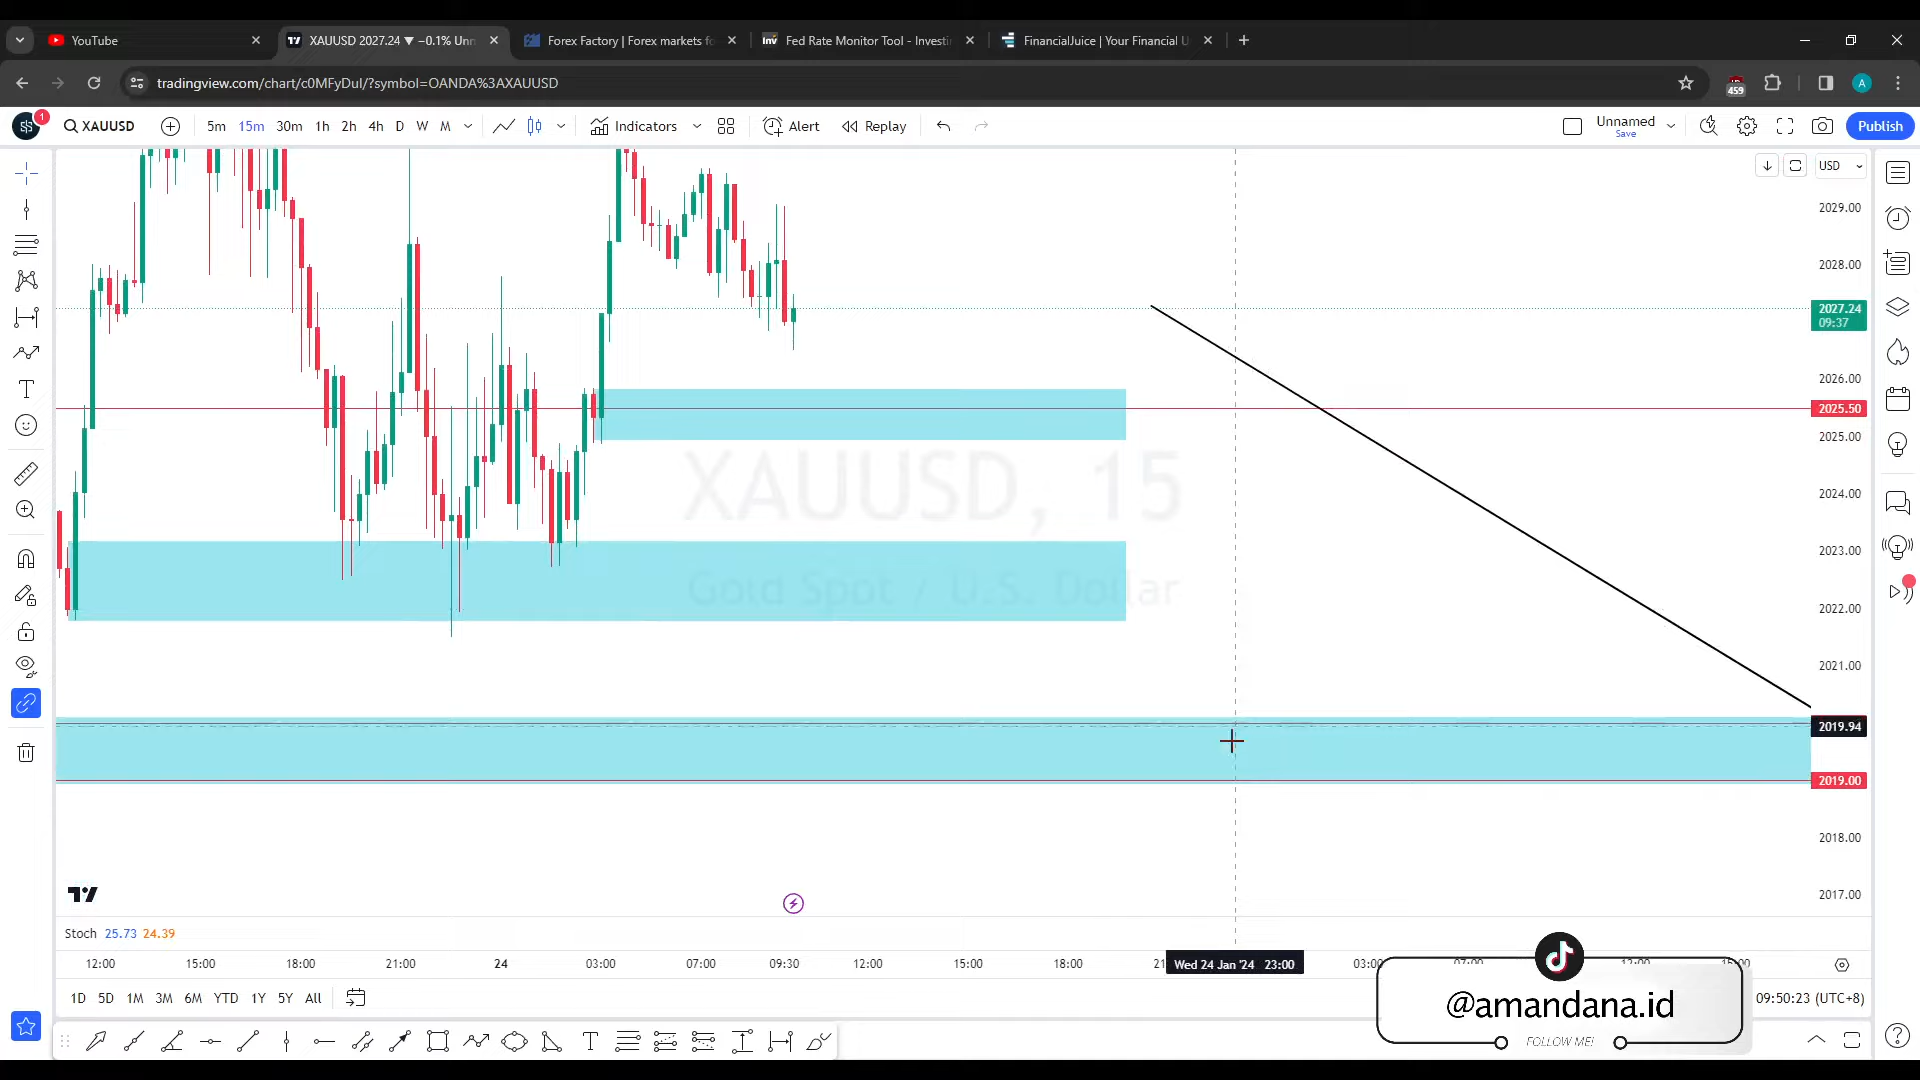 YouTube
XAUUSD 2027.24 ▼ −0.1% Unn
Forex Factory | Forex markets fo
Inv Fed Rate Monitor Tool - Investin
FinancialJuice | Your Financial U
tradingview.com/chart/c0MFyDul/?symbol=OANDA%3AXAUUSD
459
A
1
XAUUSD
5m 15m 30m 1h 2h 4h D W M
Indicators
Alert
Replay
Unnamed
Save
Publish
USD
2029.00
2028.00
2027.24
09:37
2026.00
2025.50
2025.00
2024.00
2023.00
2022.00
2021.00
2019.94
2019.00
2018.00
2017.00
XAUUSD, 15
Gold Spot / U.S. Dollar
Stoch 25.73 24.39
12:00 15:00 18:00 21:00 24 03:00 07:00 09:30 12:00 15:00 18:00 Wed 24 Jan '24 23:00 03:00
1D 5D 1M 3M 6M YTD 1Y 5Y All
09:50:23 (UTC+8)
@amandana.id
FOLLOW ME!